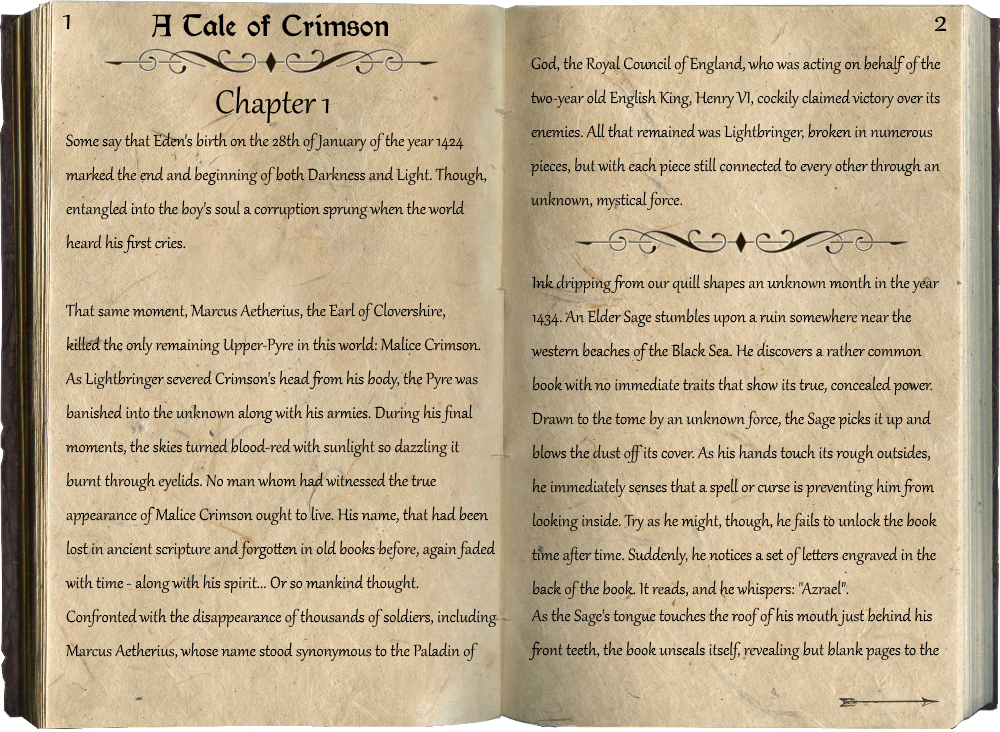 1
A Tale of Crimson
Chapter 1
Some say that Eden's birth on the 28th of January of the year 1424
marked the end and beginning of both Darkness and Light. Though,
entangled into the boy's soul a corruption sprung when the world
heard his first cries.
That same moment, Marcus Aetherius, the Earl of Clovershire,
killed the only remaining Upper-Pyre in this world: Malice Crimson.
As Lightbringer severed Crimson's head from his body, the Pyre was
banished into the unknown along with his armies. During his final
moments, the skies turned blood-red with sunlight so dazzling it
burnt through eyelids. No man whom had witnessed the true
appearance of Malice Crimson ought to live. His name, that had been
lost in ancient scripture and forgotten in old books before, again faded
with time - along with his spirit... Or so mankind thought.
Confronted with the disappearance of thousands of soldiers, including
Marcus Aetherius, whose name stood synonymous to the Paladin of
2
God, the Royal Council of England, who was acting on behalf of the
two-year old English King, Henry VI, cockily claimed victory over its
enemies. All that remained was Lightbringer, broken in numerous
pieces, but with each piece still connected to every other through an
unknown, mystical force.
Ink dripping from our quill shapes an unknown month in the year
1434. An Elder Sage stumbles upon a ruin somewhere near the
western beaches of the Black Sea. He discovers a rather common
book with no immediate traits that show its true, concealed power.
Drawn to the tome by an unknown force, the Sage picks it up and
blows the dust off its cover. As his hands touch its rough outsides,
he immediately senses that a spell or curse is preventing him from
looking inside. Try as he might, though, he fails to unlock the book
time after time. Suddenly, he notices a set of letters engraved in the
back of the book. It reads, and he whispers: "Azrael".
As the Sage's tongue touches the roof of his mouth just behind his
front teeth, the book unseals itself, revealing but blank pages to the